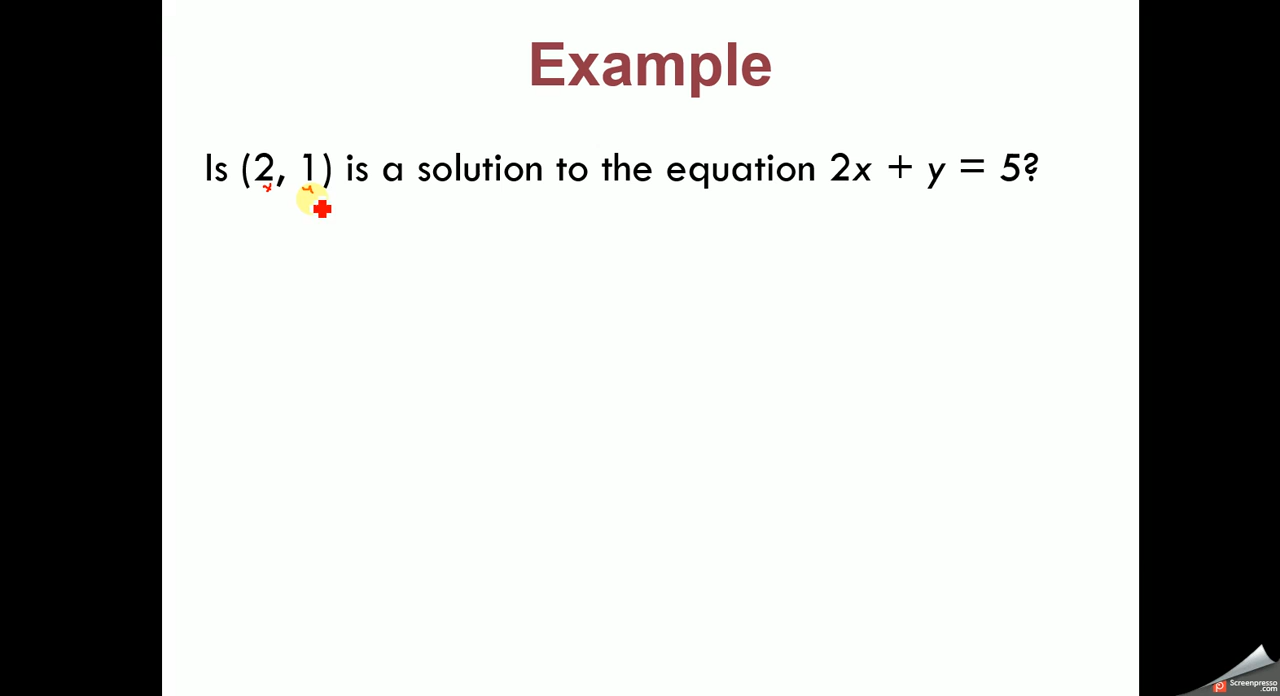 Example
Is (2, 1) is a solution to the equation 2x + y = 5?
x
y
Screenpresso
.com